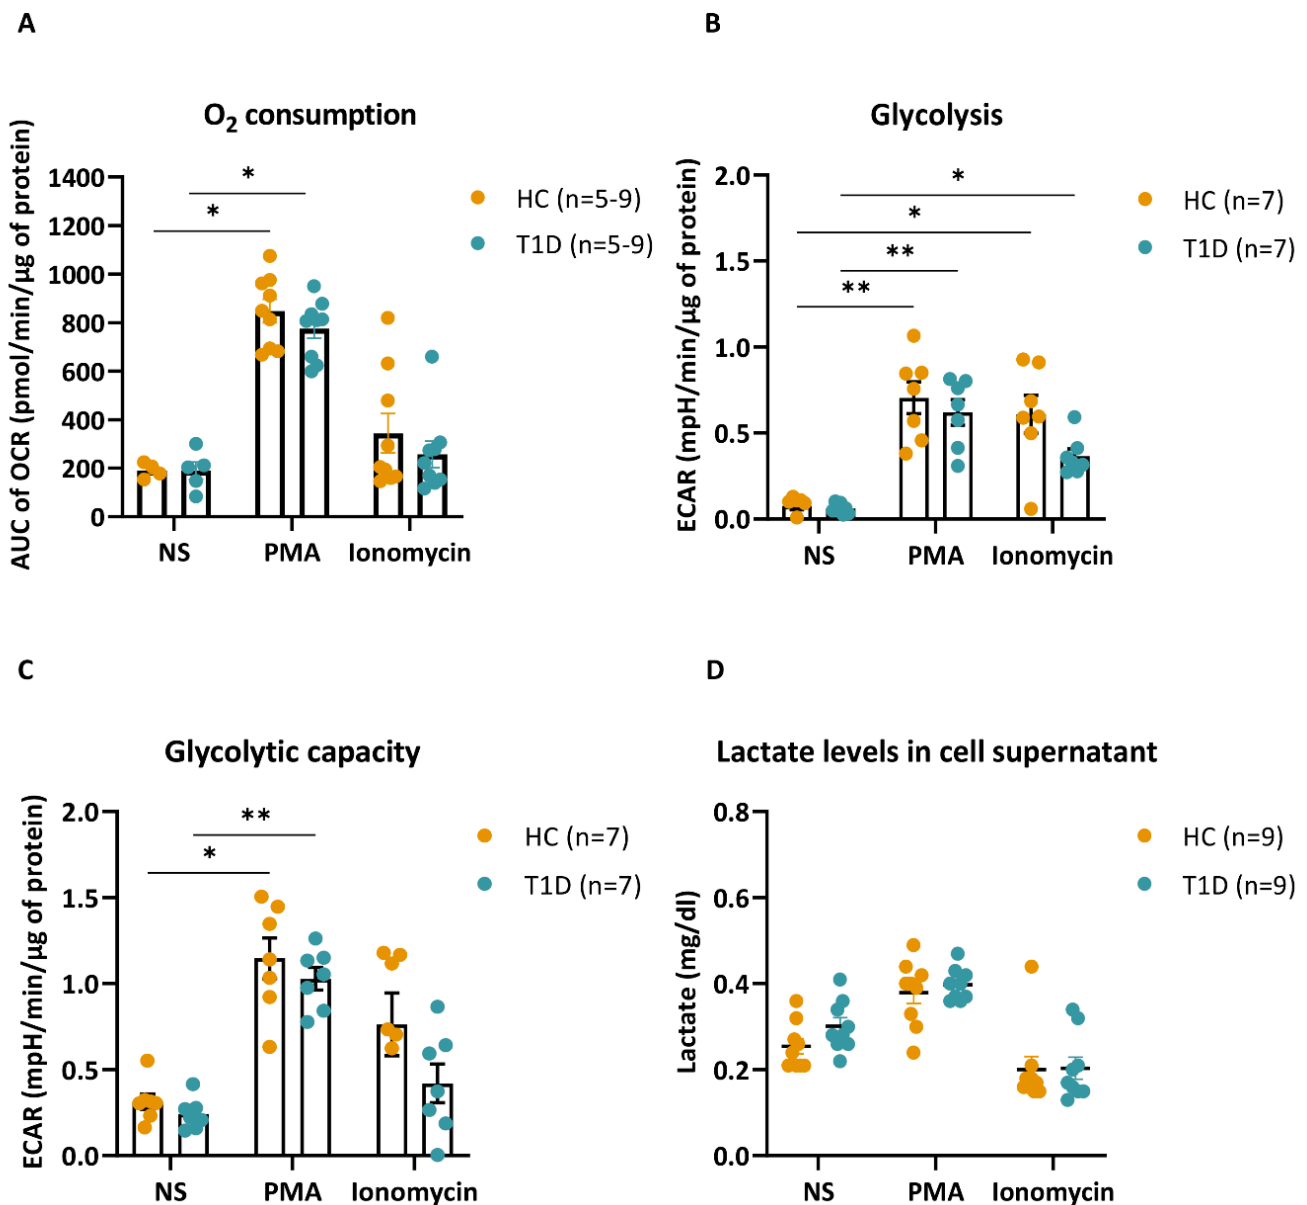 A
O2 consumption
AUC of OCR (pmol/min/µg of protein)
1400
1200
1000
800
600
400
200
0
*
*
HC (n=5-9)
T1D (n=5-9)
NS PMA Ionomycin
B
Glycolysis
ECAR (mpH/min/µg of protein)
2.0
1.5
1.0
0.5
0.0
*
*
**
**
HC (n=7)
T1D (n=7)
NS PMA Ionomycin
C
Glycolytic capacity
ECAR (mpH/min/µg of protein)
2.0
1.5
1.0
0.5
0.0
**
*
HC (n=7)
T1D (n=7)
NS PMA Ionomycin
D
Lactate levels in cell supernatant
Lactate (mg/dl)
0.8
0.6
0.4
0.2
0.0
HC (n=9)
T1D (n=9)
NS PMA Ionomycin